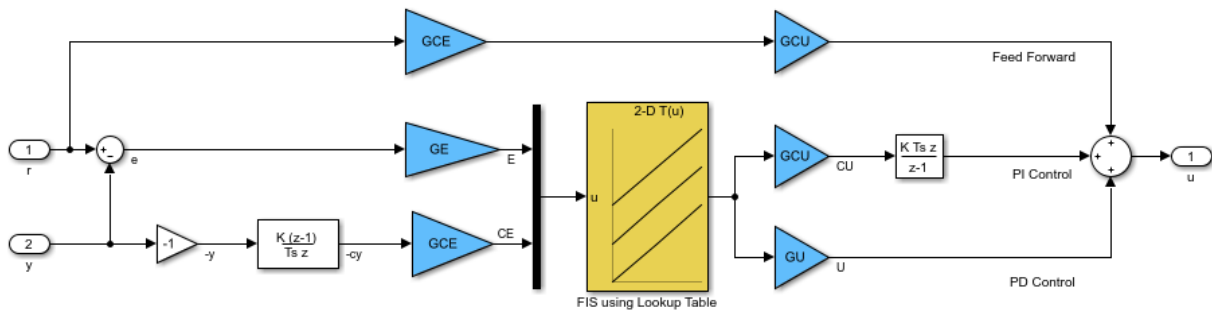 GCE
GCU
Feed Forward
2-D T(u)
1
r
+
−
e
GE
E
u
GCU
CU
K Ts z
z-1
PI Control
+
+
+
1
u
2
y
-1
-y
K (z-1)
Ts z
-cy
GCE
CE
GU
U
PD Control
FIS using Lookup Table